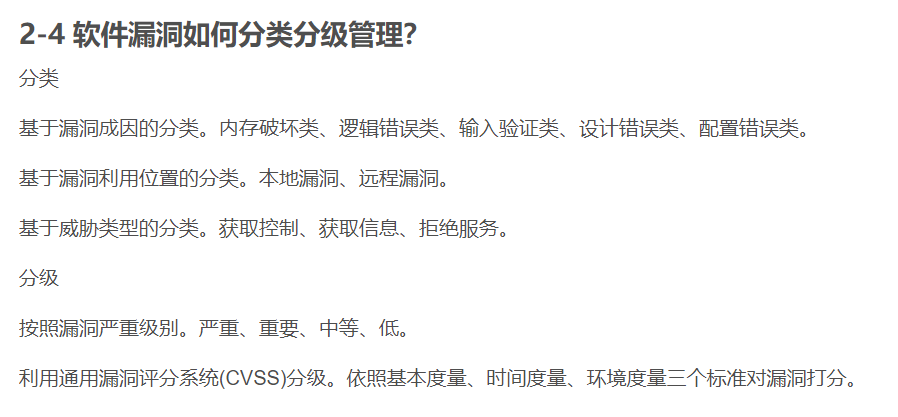 2-4 软件漏洞如何分类分级管理?
分类
基于漏洞成因的分类。内存破坏类、逻辑错误类、输入验证类、设计错误类、配置错误类。
基于漏洞利用位置的分类。本地漏洞、远程漏洞。
基于威胁类型的分类。获取控制、获取信息、拒绝服务。
分级
按照漏洞严重级别。严重、重要、中等、低。
利用通用漏洞评分系统(CVSS)分级。依照基本度量、时间度量、环境度量三个标准对漏洞打分。